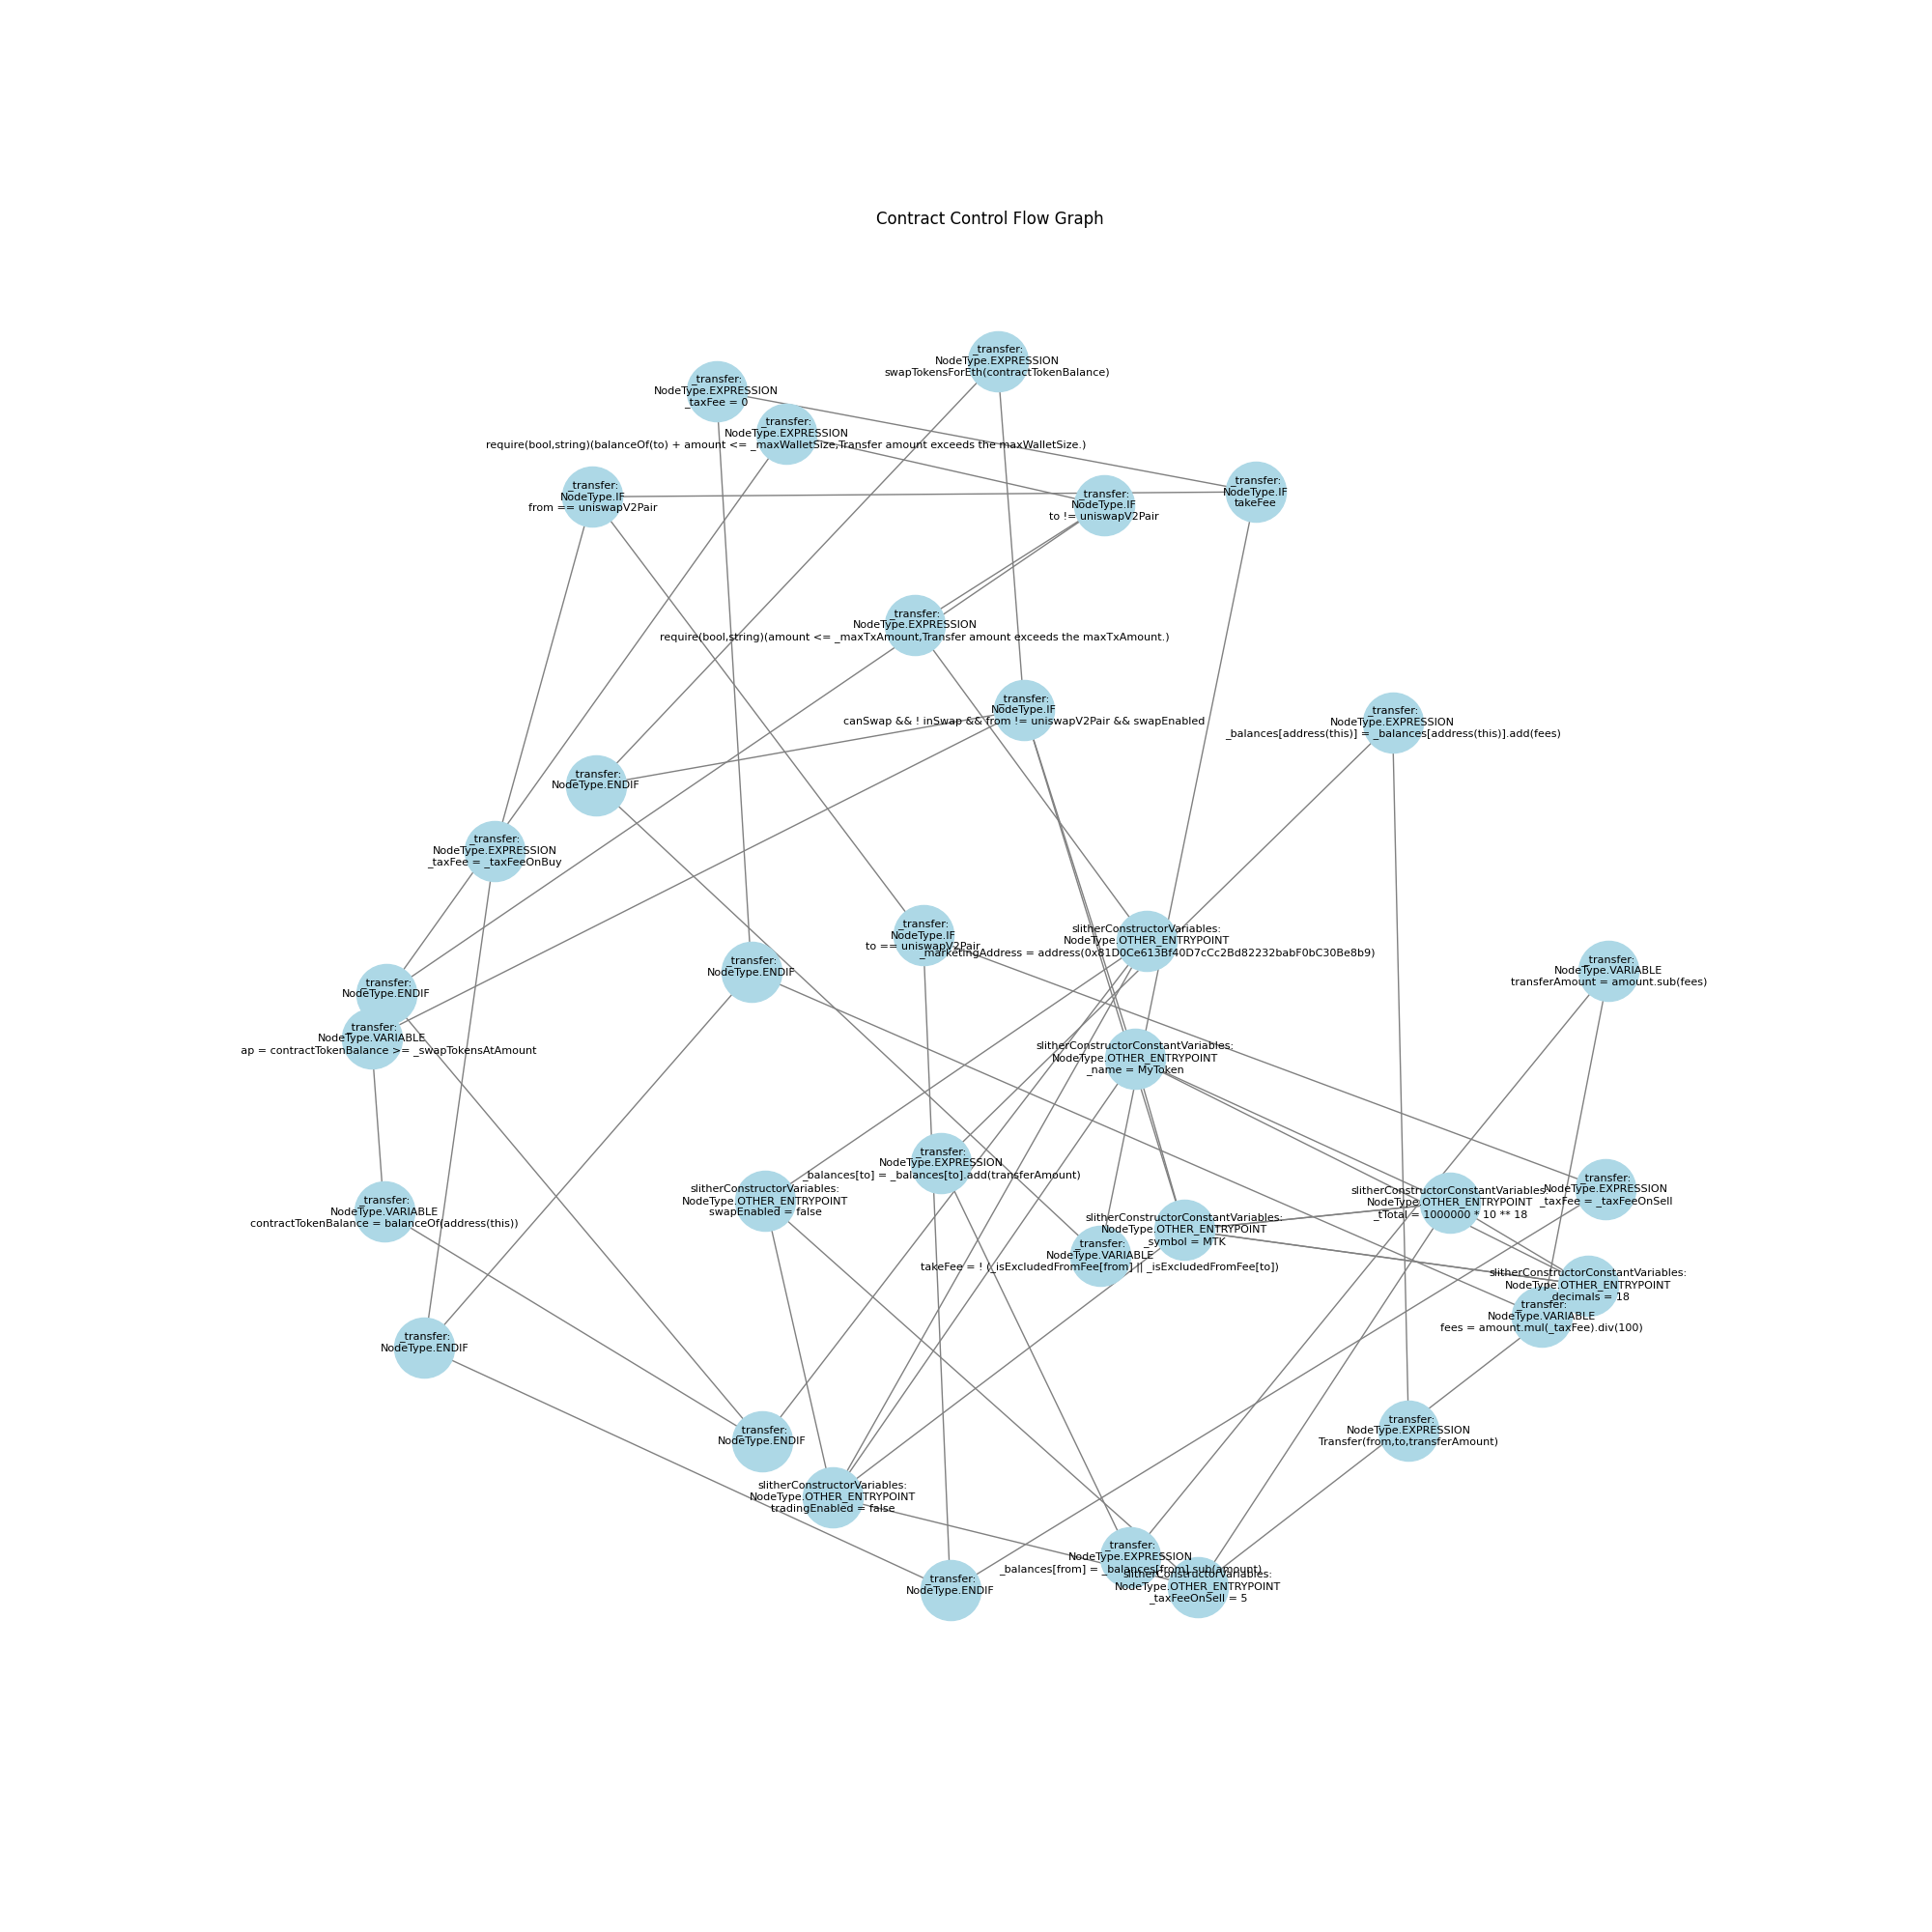 Contract Control Flow Graph
_transfer:
NodeType.EXPRESSION
swapTokensForEth(contractTokenBalance)
_transfer:
NodeType.EXPRESSION
_taxFee = 0
_transfer:
NodeType.EXPRESSION
require(bool,string)(balanceOf(to) + amount <= _maxWalletSize,Transfer amount exceeds the maxWalletSize.)
_transfer:
NodeType.IF
from == uniswapV2Pair
_transfer:
NodeType.IF
to != uniswapV2Pair
_transfer:
NodeType.IF
takeFee
_transfer:
NodeType.EXPRESSION
require(bool,string)(amount <= _maxTxAmount,Transfer amount exceeds the maxTxAmount.)
_transfer:
NodeType.IF
canSwap && ! inSwap && from != uniswapV2Pair && swapEnabled
_transfer:
NodeType.EXPRESSION
_balances[address(this)] = _balances[address(this)].add(fees)
_transfer:
NodeType.ENDIF
_transfer:
NodeType.EXPRESSION
_taxFee = _taxFeeOnBuy
_transfer:
NodeType.IF
to == uniswapV2Pair
slitherConstructorVariables:
NodeType.OTHER_ENTRYPOINT
_marketingAddress = address(0x81D0Ce613Bf40D7cCc2Bd82232babF0bC30Be8b9)
_transfer:
NodeType.ENDIF
_transfer:
NodeType.VARIABLE
transferAmount = amount.sub(fees)
_transfer:
NodeType.ENDIF
_transfer:
NodeType.VARIABLE
ap = contractTokenBalance >= _swapTokensAtAmount
slitherConstructorConstantVariables:
NodeType.OTHER_ENTRYPOINT
_name = MyToken
_transfer:
NodeType.EXPRESSION
_balances[to] = _balances[to].add(transferAmount)
slitherConstructorVariables:
NodeType.OTHER_ENTRYPOINT
swapEnabled = false
_transfer:
NodeType.VARIABLE
contractTokenBalance = balanceOf(address(this))
slitherConstructorConstantVariables:
NodeType.OTHER_ENTRYPOINT
_tTotal = 1000000 * 10 ** 18
_transfer:
NodeType.EXPRESSION
_taxFee = _taxFeeOnSell
slitherConstructorConstantVariables:
NodeType.OTHER_ENTRYPOINT
_symbol = MTK
_transfer:
NodeType.VARIABLE
takeFee = ! (_isExcludedFromFee[from] || _isExcludedFromFee[to])
slitherConstructorConstantVariables:
NodeType.OTHER_ENTRYPOINT
_decimals = 18
_transfer:
NodeType.VARIABLE
fees = amount.mul(_taxFee).div(100)
_transfer:
NodeType.ENDIF
_transfer:
NodeType.EXPRESSION
Transfer(from,to,transferAmount)
_transfer:
NodeType.ENDIF
slitherConstructorVariables:
NodeType.OTHER_ENTRYPOINT
tradingEnabled = false
_transfer:
NodeType.EXPRESSION
_balances[from] = _balances[from].sub(amount)
slitherConstructorVariables:
NodeType.OTHER_ENTRYPOINT
_taxFeeOnSell = 5
_transfer:
NodeType.ENDIF